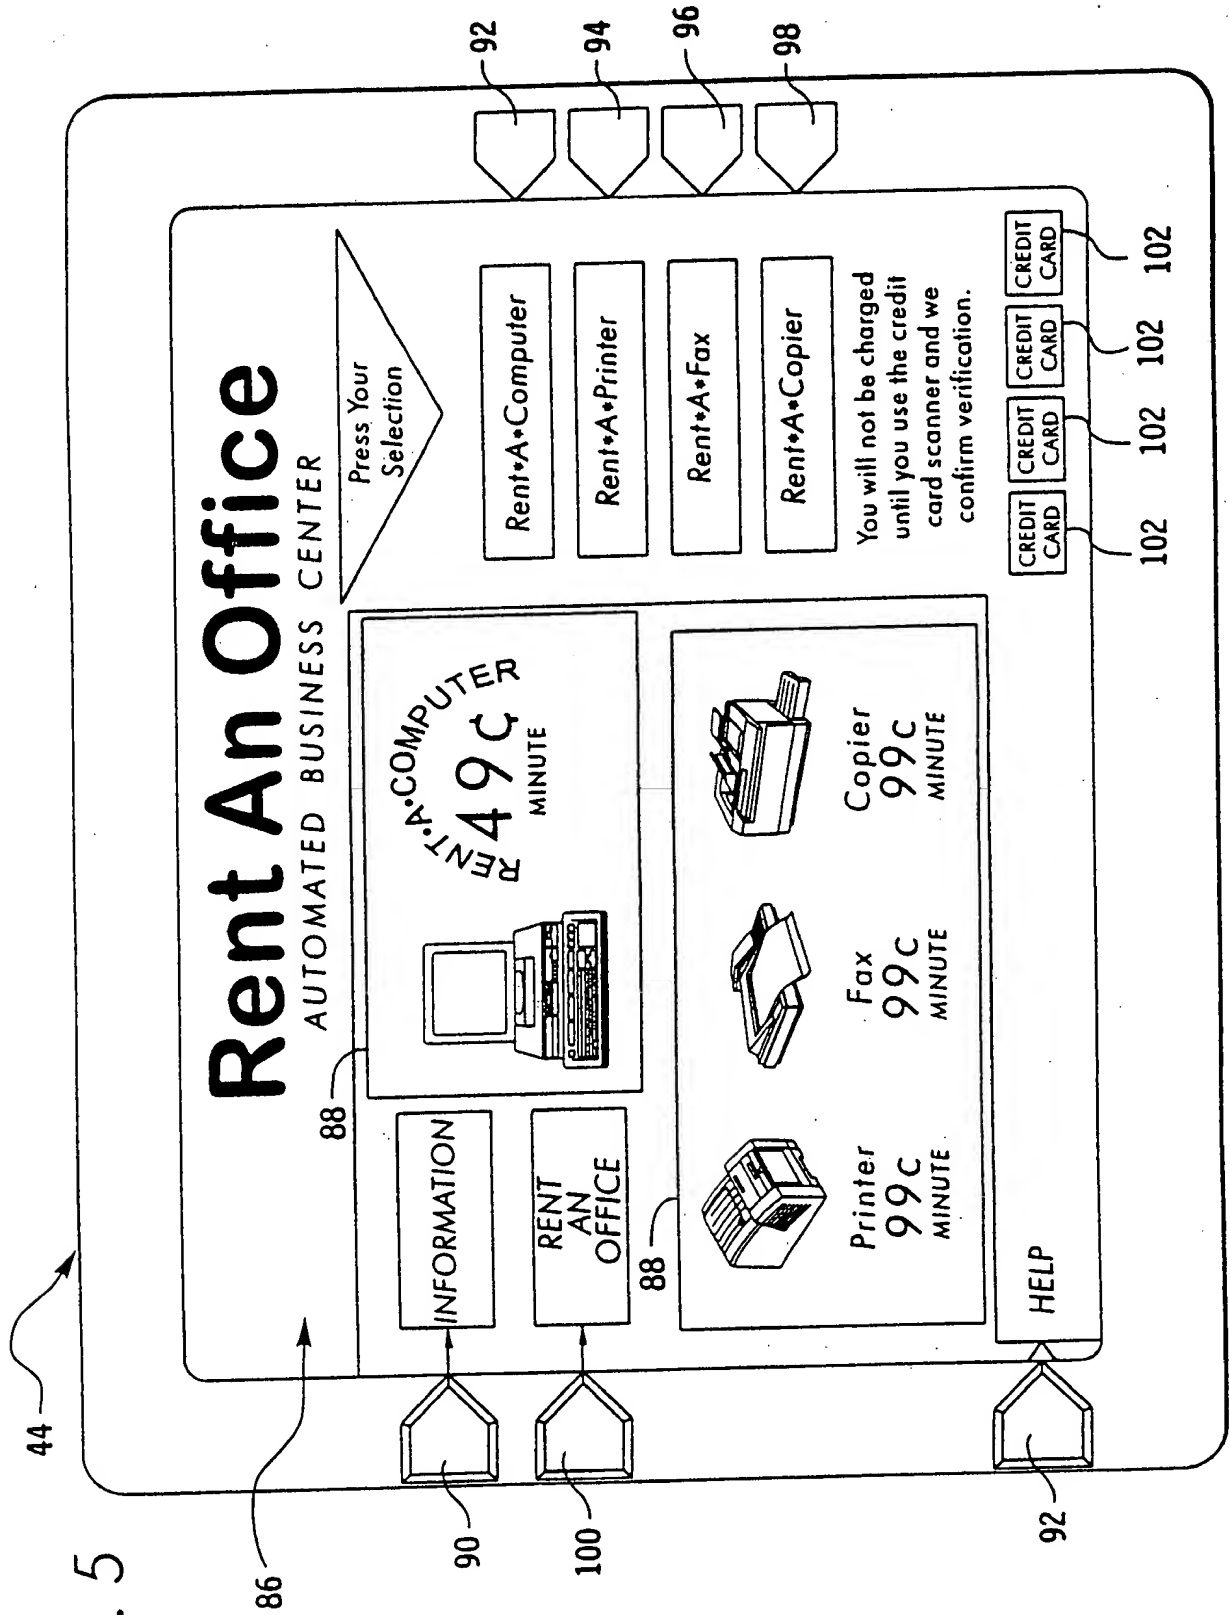 . 5
44
86
Rent An Office
AUTOMATED BUSINESS CENTER
88
90
INFORMATION
100
RENT
AN
OFFICE
RENT•A•COMPUTER
49¢
MINUTE
88
Printer
99c
MINUTE
Fax
99c
MINUTE
Copier
99c
MINUTE
92
HELP
Press Your
Selection
Rent*A*Computer
92
Rent*A*Printer
94
Rent*A*Fax
96
Rent*A*Copier
98
You will not be charged
until you use the credit
card scanner and we
confirm verification.
CREDIT
CARD
CREDIT
CARD
CREDIT
CARD
CREDIT
CARD
102
102
102
102